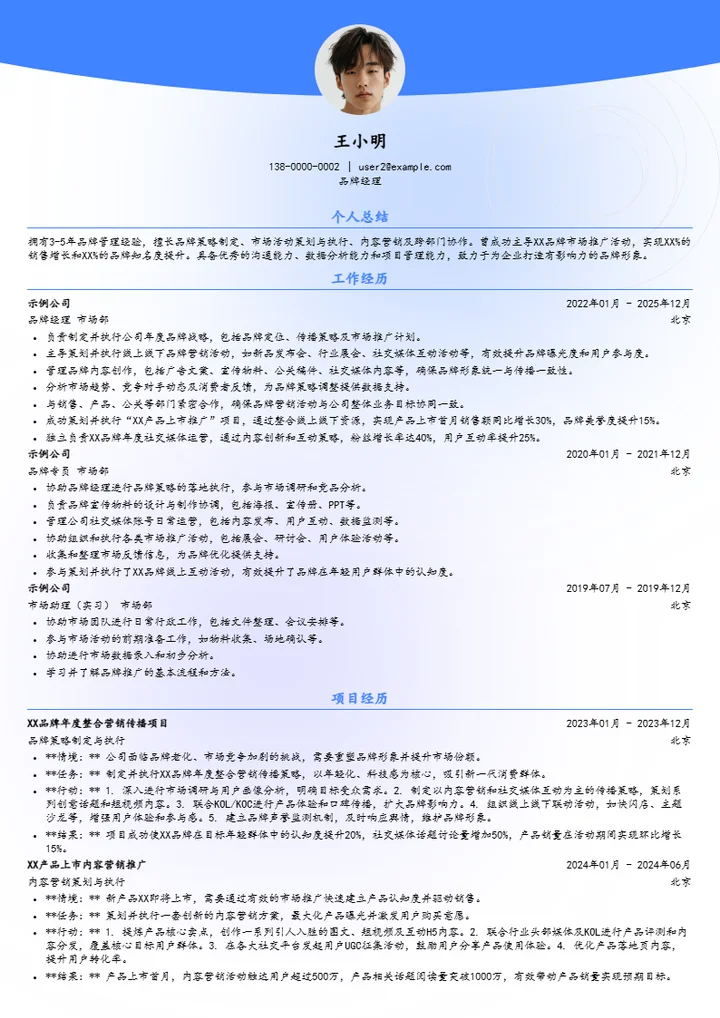 王小明
138-0000-0002 | user2@example.com
品牌经理
个人总结
拥有3-5年品牌管理经验，擅长品牌策略制定、市场活动策划与执行、内容营销及跨部门协作。曾成功主导XX品牌市场推广活动，实现XX%的
销售增长和XX%的品牌知名度提升。具备优秀的沟通能力、数据分析能力和项目管理能力，致力于为企业打造有影响力的品牌形象。
工作经历
示例公司 2022年01月 - 2025年12月
品牌经理 市场部 北京
• 负责制定并执行公司年度品牌战略，包括品牌定位、传播策略及市场推广计划。
• 主导策划并执行线上线下品牌营销活动，如新品发布会、行业展会、社交媒体互动活动等，有效提升品牌曝光度和用户参与度。
• 管理品牌内容创作，包括广告文案、宣传物料、公关稿件、社交媒体内容等，确保品牌形象统一与传播一致性。
• 分析市场趋势、竞争对手动态及消费者反馈，为品牌策略调整提供数据支持。
• 与销售、产品、公关等部门紧密合作，确保品牌营销活动与公司整体业务目标协同一致。
• 成功策划并执行“XX产品上市推广”项目，通过整合线上线下资源，实现产品上市首月销售额同比增长30%，品牌美誉度提升15%。
• 独立负责XX品牌年度社交媒体运营，通过内容创新和互动策略，粉丝增长率达40%，用户互动率提升25%。
示例公司 2020年01月 - 2021年12月
品牌专员 市场部 北京
• 协助品牌经理进行品牌策略的落地执行，参与市场调研和竞品分析。
• 负责品牌宣传物料的设计与制作协调，包括海报、宣传册、PPT等。
• 管理公司社交媒体账号日常运营，包括内容发布、用户互动、数据监测等。
• 协助组织和执行各类市场推广活动，包括展会、研讨会、用户体验活动等。
• 收集和整理市场反馈信息，为品牌优化提供支持。
• 参与策划并执行了XX品牌线上互动活动，有效提升了品牌在年轻用户群体中的认知度。
示例公司 2019年07月 - 2019年12月
市场助理（实习） 市场部 北京
• 协助市场团队进行日常行政工作，包括文件整理、会议安排等。
• 参与市场活动的前期准备工作，如物料收集、场地确认等。
• 协助进行市场数据录入和初步分析。
• 学习并了解品牌推广的基本流程和方法。
项目经历
XX品牌年度整合营销传播项目 2023年01月 - 2023年12月
品牌策略制定与执行 北京
• **情境：** 公司面临品牌老化、市场竞争加剧的挑战，需要重塑品牌形象并提升市场份额。
• **任务：** 制定并执行XX品牌年度整合营销传播策略，以年轻化、科技感为核心，吸引新一代消费群体。
• **行动：** 1. 深入进行市场调研与用户画像分析，明确目标受众需求。2. 制定以内容营销和社交媒体互动为主的传播策略，策划系
列创意话题和短视频内容。3. 联合KOL/KOC进行产品体验和口碑传播，扩大品牌影响力。4. 组织线上线下联动活动，如快闪店、主题
沙龙等，增强用户体验和参与感。5. 建立品牌声誉监测机制，及时响应舆情，维护品牌形象。
• **结果：** 项目成功使XX品牌在目标年轻群体中的认知度提升20%，社交媒体话题讨论量增加50%，产品销量在活动期间实现环比增长
15%。
XX产品上市内容营销推广 2024年01月 - 2024年06月
内容营销策划与执行 北京
• **情境：** 新产品XX即将上市，需要通过有效的市场推广快速建立产品认知度并驱动销售。
• **任务：** 策划并执行一套创新的内容营销方案，最大化产品曝光并激发用户购买意愿。
• **行动：** 1. 提炼产品核心卖点，创作一系列引人入胜的图文、短视频及互动H5内容。2. 联合行业头部媒体及KOL进行产品评测和内
容分发，覆盖核心目标用户群体。3. 在各大社交平台发起用户UGC征集活动，鼓励用户分享产品使用体验。4. 优化产品落地页内容，
提升用户转化率。
• **结果：** 产品上市首月，内容营销活动触达用户超过500万，产品相关话题阅读量突破1000万，有效带动产品销量实现预期目标。